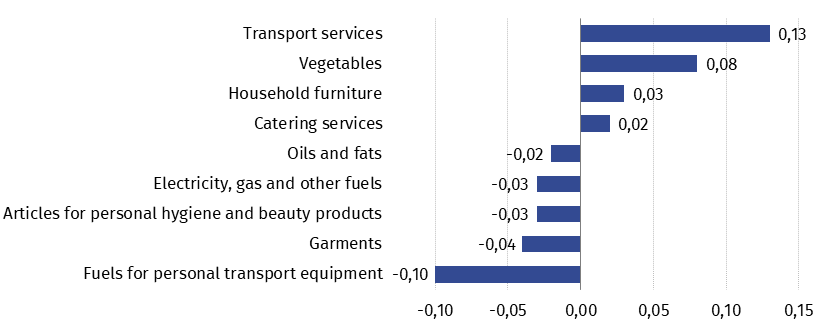 Transport services 0,13
Vegetables 0,08
Household furniture 0,03
Catering services 0,02
Oils and fats -0,02
Electricity, gas and other fuels -0,03
Articles for personal hygiene and beauty products -0,03
Garments -0,04
Fuels for personal transport equipment -0,10
-0,10 -0,05 0,00 0,05 0,10 0,15